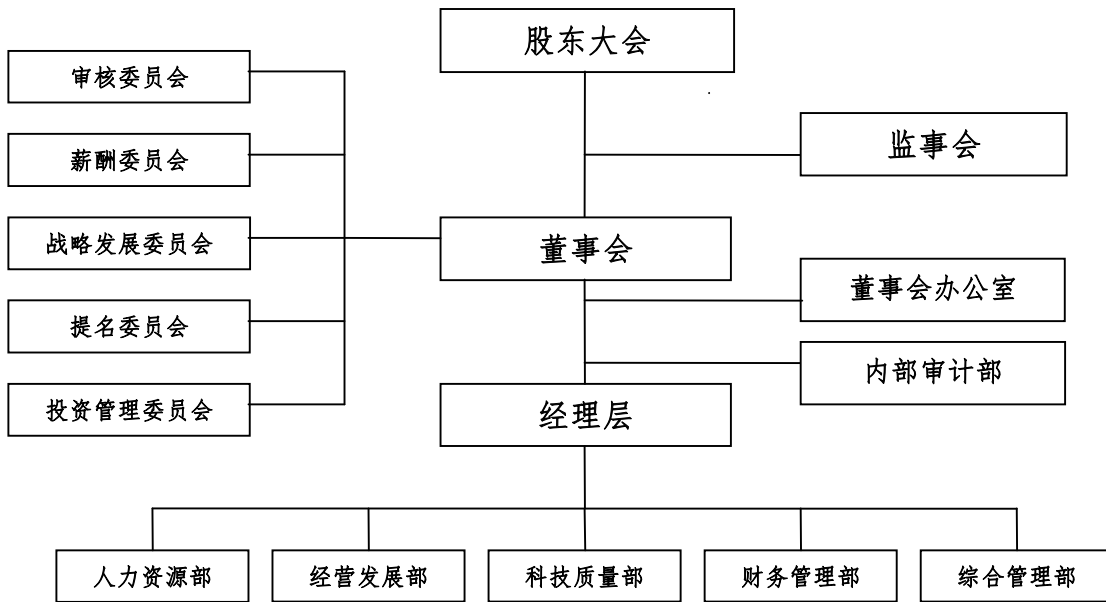 股东大会
审核委员会
监事会
薪酬委员会
战略发展委员会
董事会
董事会办公室
提名委员会
内部审计部
投资管理委员会
经理层
人力资源部
经营发展部
科技质量部
财务管理部
综合管理部